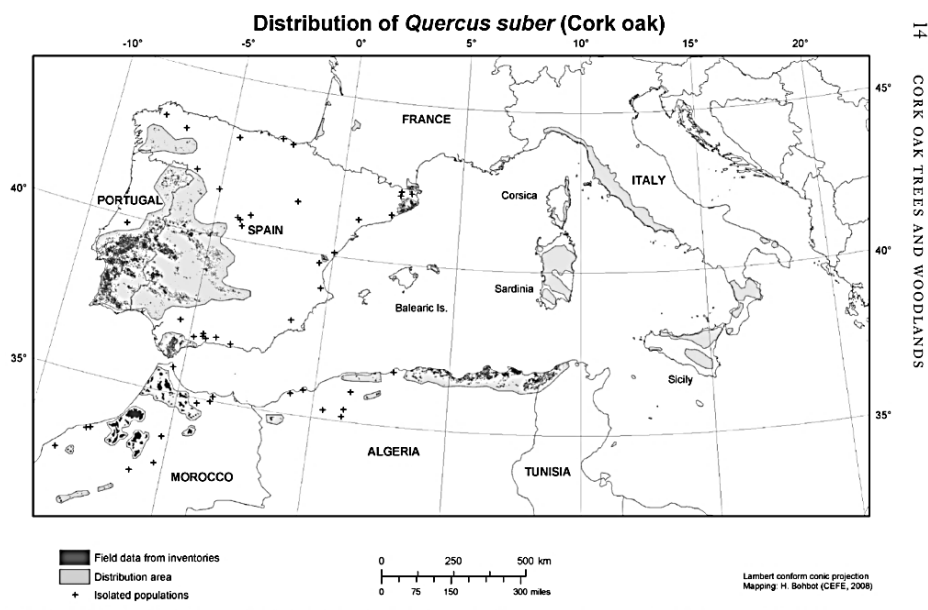 Distribution of Quercus suber (Cork oak)
-10° -5° 0° 5° 10° 15° 20°
45°
FRANCE
40°
PORTUGAL
SPAIN
Corsica
ITALY
40°
Sardinia
Balearic Is.
35°
Sicily
35°
ALGERIA
MOROCCO
TUNISIA
Field data from inventories
Distribution area
+ Isolated populations
0 250 500 km
0 75 150 300 miles
Lambert conform conic projection
Mapping: H. Bohbot (CEFE, 2008)
14 CORK OAK TREES AND WOODLANDS